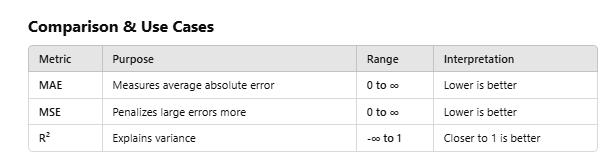 Comparison & Use Cases
Metric Purpose Range Interpretation
MAE Measures average absolute error 0 to ∞ Lower is better
MSE Penalizes large errors more 0 to ∞ Lower is better
R² Explains variance -∞ to 1 Closer to 1 is better